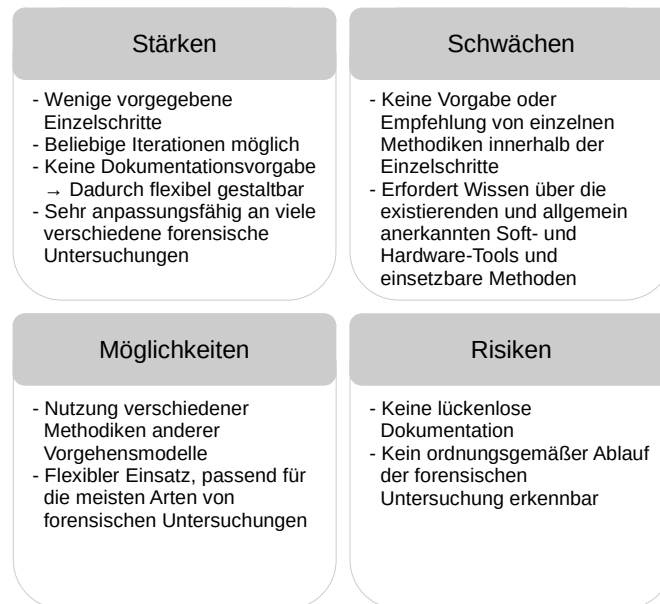 Stärken
- Wenige vorgegebene
Einzelschritte
- Beliebige Iterationen möglich
- Keine Dokumentationsvorgabe
→ Dadurch flexibel gestaltbar
- Sehr anpassungsfähig an viele
verschiedene forensische
Untersuchungen
Schwächen
- Keine Vorgabe oder
Empfehlung von einzelnen
Methodiken innerhalb der
Einzelschritte
- Erfordert Wissen über die
existierenden und allgemein
anerkannten Soft- und
Hardware-Tools und
einsetzbare Methoden
Möglichkeiten
- Nutzung verschiedener
Methodiken anderer
Vorgehensmodelle
- Flexibler Einsatz, passend für
die meisten Arten von
forensischen Untersuchungen
Risiken
- Keine lückenlose
Dokumentation
- Kein ordnungsgemäßer Ablauf
der forensischen
Untersuchung erkennbar